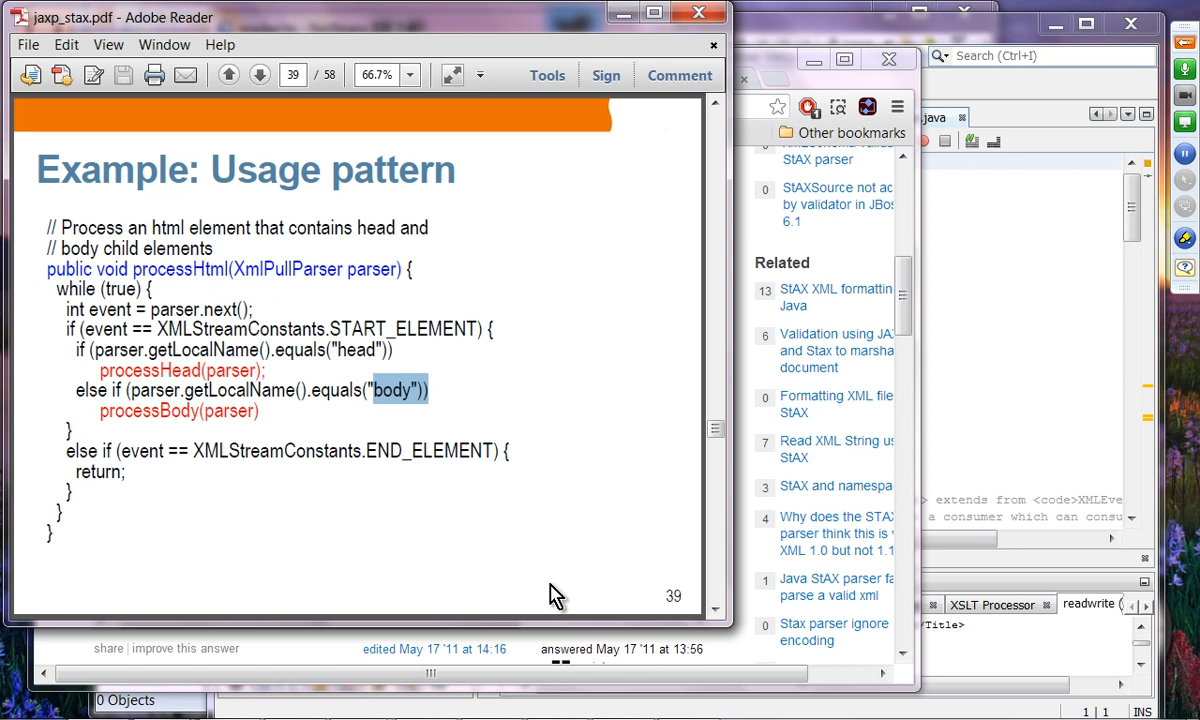 jaxp_stax.pdf - Adobe Reader
File Edit View Window Help
39 / 58 66.7% Tools Sign Comment
Example: Usage pattern
// Process an html element that contains head and
// body child elements
public void processHtml(XmlPullParser parser) {
while (true) {
int event = parser.next();
if (event == XMLStreamConstants.START_ELEMENT) {
if (parser.getLocalName().equals("head"))
processHead(parser);
else if (parser.getLocalName().equals("body"))
processBody(parser)
}
else if (event == XMLStreamConstants.END_ELEMENT) {
return;
}
}
}
39
Search (Ctrl+I)
1
Other bookmarks
StAX parser
0 StAXSource not ac
by validator in JBos
6.1
Related
13 StAX XML formattin
Java
6 Validation using JA
and Stax to marsha
document
0 Formatting XML file
StAX
7 Read XML String us
StAX
3 StAX and namespa
4 Why does the STA
parser think this is
XML 1.0 but not 1.1
1 Java StAX parser fa
parse a valid xml
0 Stax parser ignore
encoding
.java
> extends from <code>XMLEve
a consumer which can consu
XSLT Processor
readwrite (
/Title>
share improve this answer
edited May 17 '11 at 14:16
answered May 17 '11 at 13:56
0 Objects
1 | 1 INS